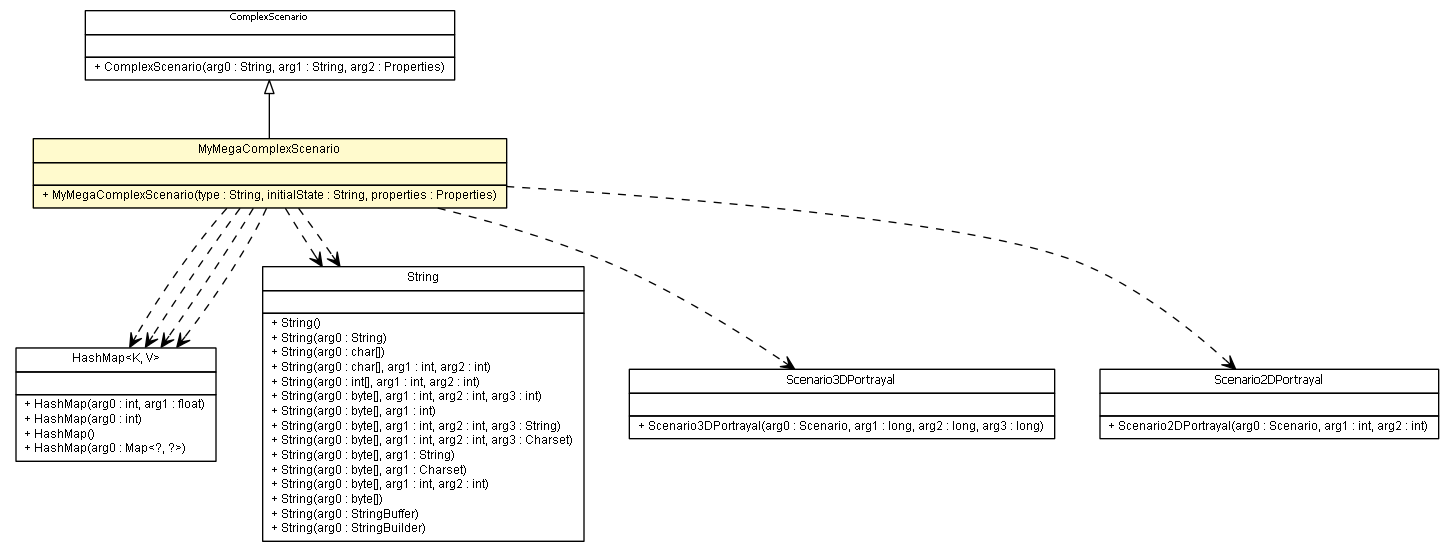 ComplexScenario
+ ComplexScenario(arg0 : String, arg1 : String, arg2 : Properties)
MyMegaComplexScenario
+ MyMegaComplexScenario(type : String, initialState : String, properties : Properties)
HashMap<K, V>
+ HashMap(arg0 : int, arg1 : float)
+ HashMap(arg0 : int)
+ HashMap()
+ HashMap(arg0 : Map<?, ?>)
String
+ String()
+ String(arg0 : String)
+ String(arg0 : char[])
+ String(arg0 : char[], arg1 : int, arg2 : int)
+ String(arg0 : int[], arg1 : int, arg2 : int)
+ String(arg0 : byte[], arg1 : int, arg2 : int, arg3 : int)
+ String(arg0 : byte[], arg1 : int)
+ String(arg0 : byte[], arg1 : int, arg2 : int, arg3 : String)
+ String(arg0 : byte[], arg1 : int, arg2 : int, arg3 : Charset)
+ String(arg0 : byte[], arg1 : String)
+ String(arg0 : byte[], arg1 : Charset)
+ String(arg0 : byte[], arg1 : int, arg2 : int)
+ String(arg0 : byte[])
+ String(arg0 : StringBuffer)
+ String(arg0 : StringBuilder)
Scenario3DPortrayal
+ Scenario3DPortrayal(arg0 : Scenario, arg1 : long, arg2 : long, arg3 : long)
Scenario2DPortrayal
+ Scenario2DPortrayal(arg0 : Scenario, arg1 : int, arg2 : int)